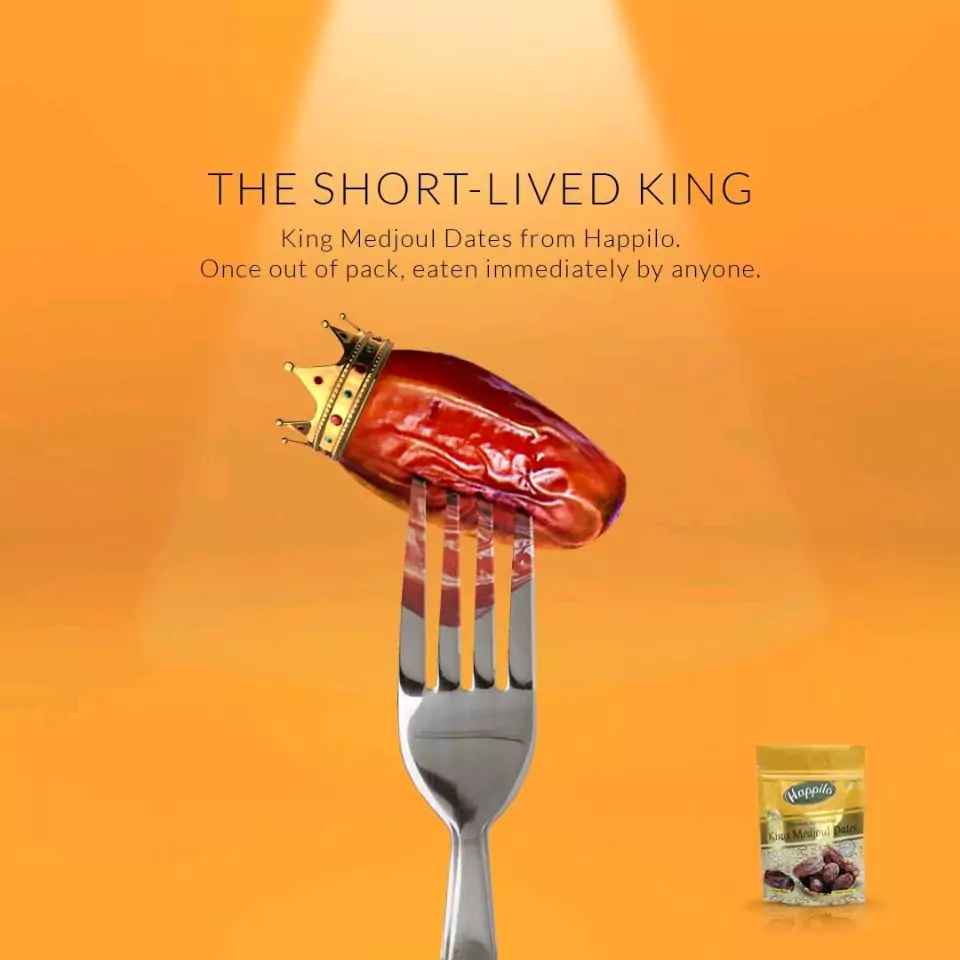 THE SHORT-LIVED KING
King Medjoul Dates from Happilo.
Once out of pack, eaten immediately by anyone.
Happilo
King Medjoul Dates